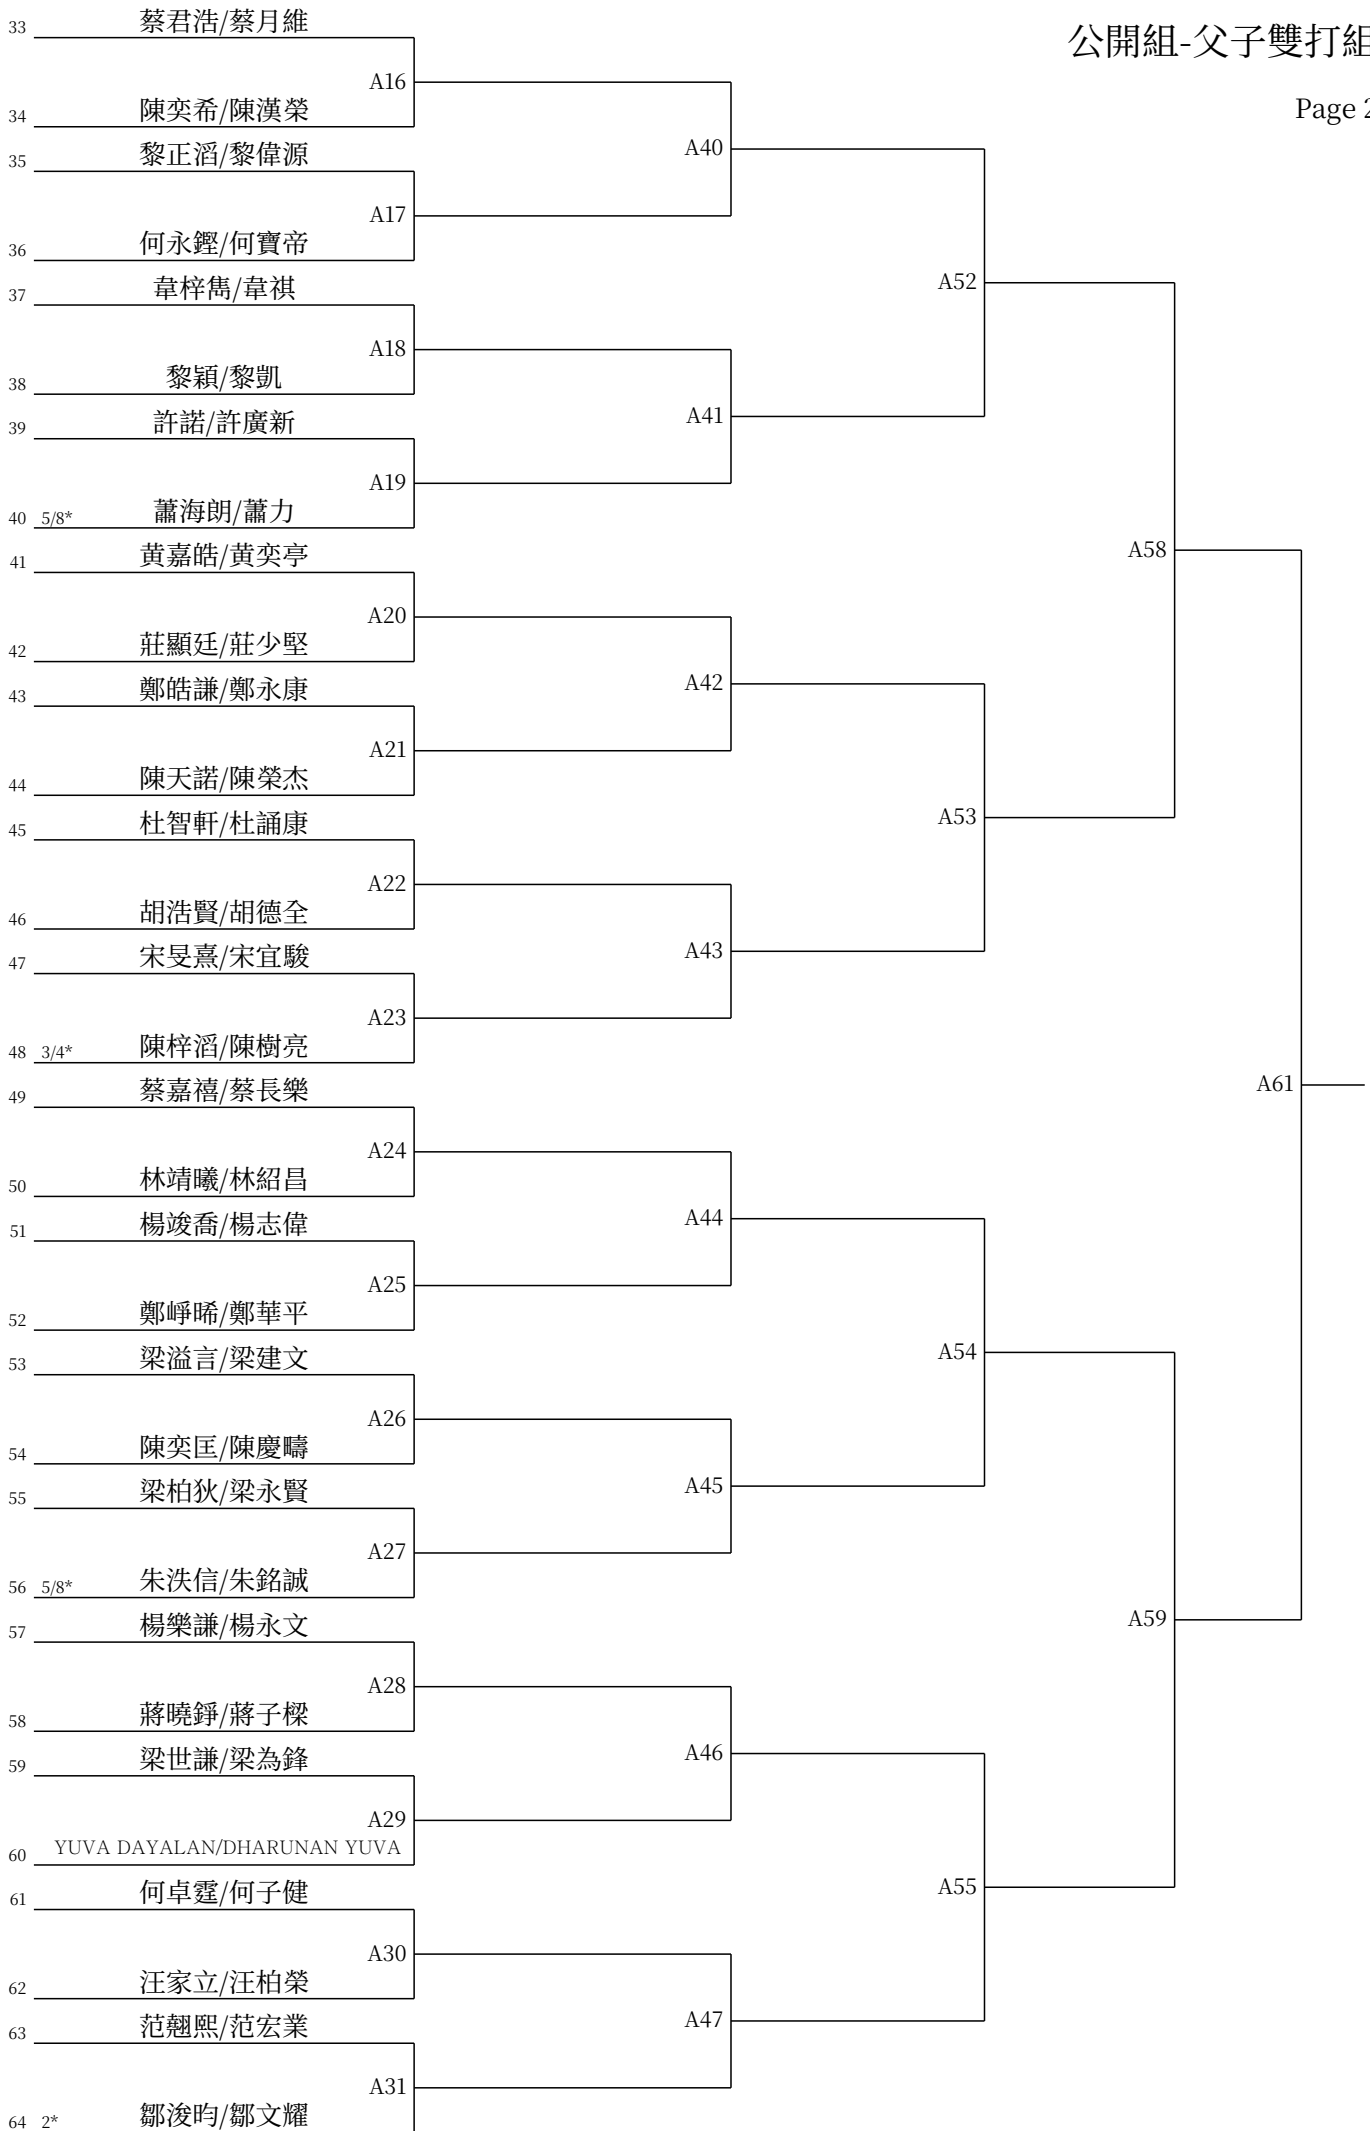 公開組-父子雙打組
Page 2
33 蔡君浩/蔡月維
A16
34 陳奕希/陳漢榮
A40
35 黎正滔/黎偉源
A17
36 何永鏗/何寶帝
A52
37 韋梓雋/韋祺
A18
38 黎穎/黎凱
A41
39 許諾/許廣新
A19
40 5/8* 蕭海朗/蕭力
A58
41 黄嘉皓/黄奕亭
A20
42 莊顯廷/莊少堅
A42
43 鄭皓謙/鄭永康
A21
44 陳天諾/陳榮杰
A53
45 杜智軒/杜誦康
A22
46 胡浩賢/胡德全
A43
47 宋旻熹/宋宜駿
A23
48 3/4* 陳梓滔/陳樹亮
A61
49 蔡嘉禧/蔡長樂
A24
50 林靖曦/林紹昌
A44
51 楊竣喬/楊志偉
A25
52 鄭崢晞/鄭華平
A54
53 梁溢言/梁建文
A26
54 陳奕匡/陳慶疇
A45
55 梁柏狄/梁永賢
A27
56 5/8* 朱泆信/朱銘誠
A59
57 楊樂謙/楊永文
A28
58 蔣曉錚/蔣子樑
A46
59 梁世謙/梁為鋒
A29
60 YUVA DAYALAN/DHARUNAN YUVA
A55
61 何卓霆/何子健
A30
62 汪家立/汪柏榮
A47
63 范翹熙/范宏業
A31
64 2* 鄒浚昀/鄒文耀